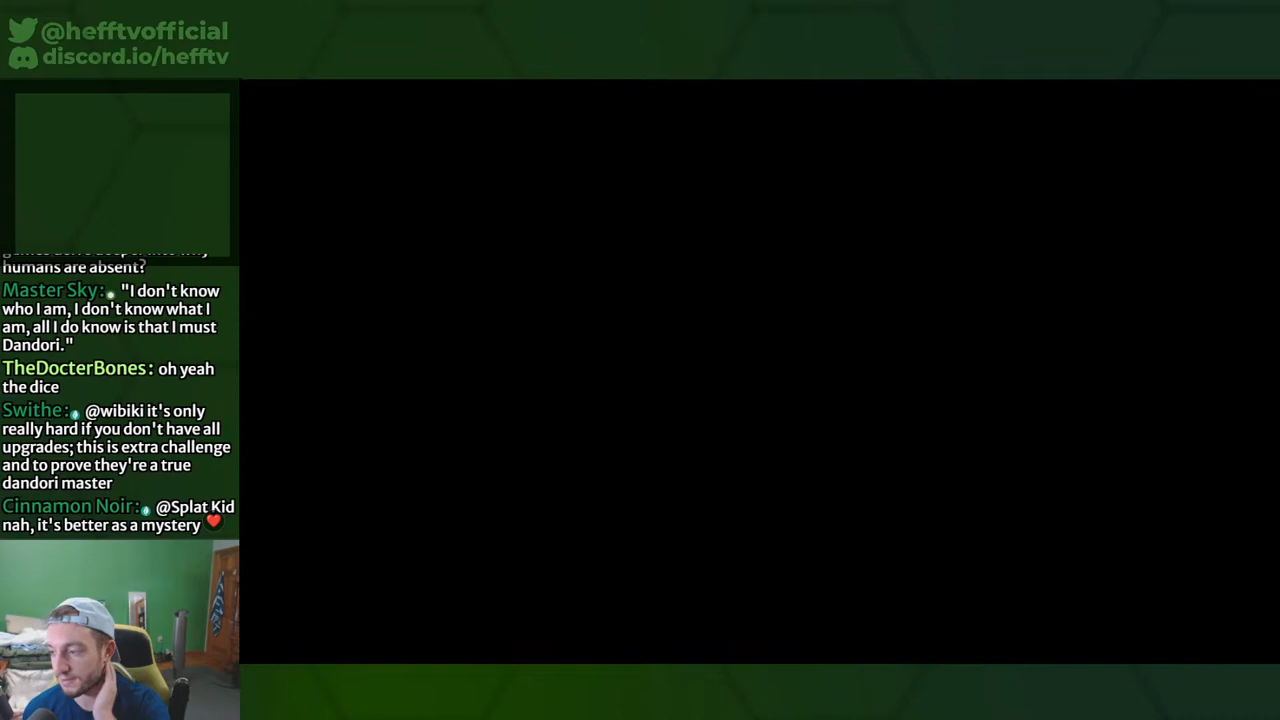 @hefftvofficial
discord.io/hefftv
humans are absent?
Master Sky: "I don't know
who I am, I don't know what I
am, all I do know is that I must
Dandori."
TheDocterBones: oh yeah
the dice
Swithe: @wibiki it's only
really hard if you don't have all
upgrades; this is extra challenge
and to prove they're a true
dandori master
Cinnamon Noir: @Splat Kid
nah, it's better as a mystery ❤️